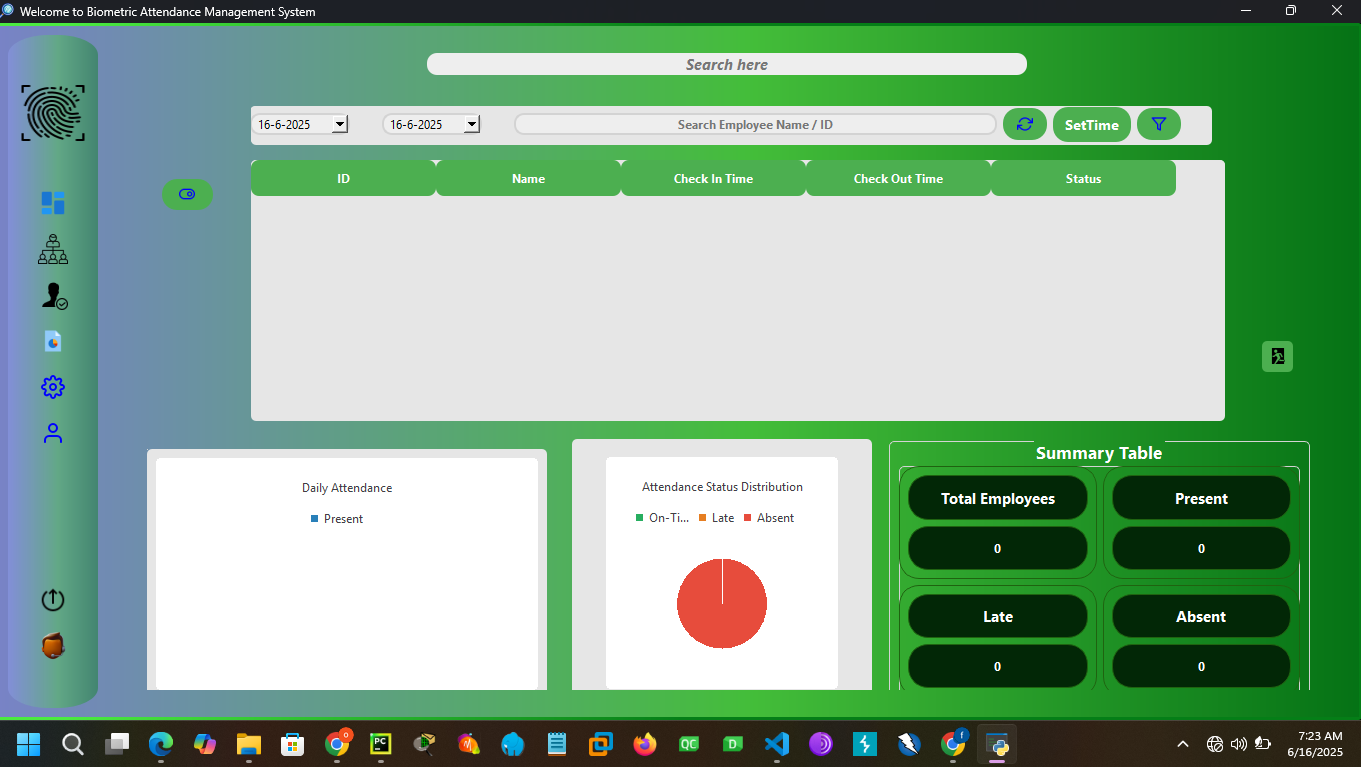 Welcome to Biometric Attendance Management System
Search here
16-6-2025 16-6-2025 Search Employee Name / ID SetTime
ID Name Check In Time Check Out Time Status
Daily Attendance
Present
Attendance Status Distribution
On-Ti... Late Absent
Summary Table
Total Employees Present
0 0
Late Absent
0 0
PC QC D
7:23 AM
6/16/2025